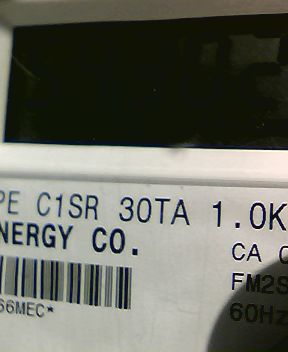 PE C1SR 30TA 1.0K
NERGY CO.
CA
FM2S
66MEC*
60Hz